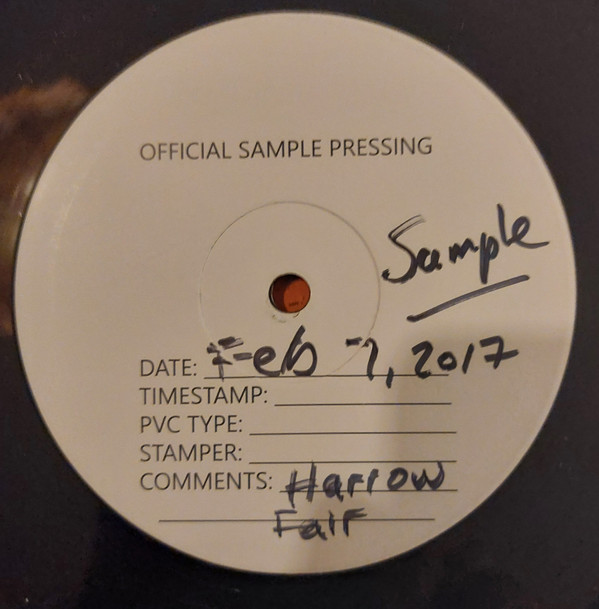 OFFICIAL SAMPLE PRESSING
Sample
DATE: Feb 7, 2017
TIMESTAMP:
PVC TYPE:
STAMPER:
COMMENTS: Harrow
Fair